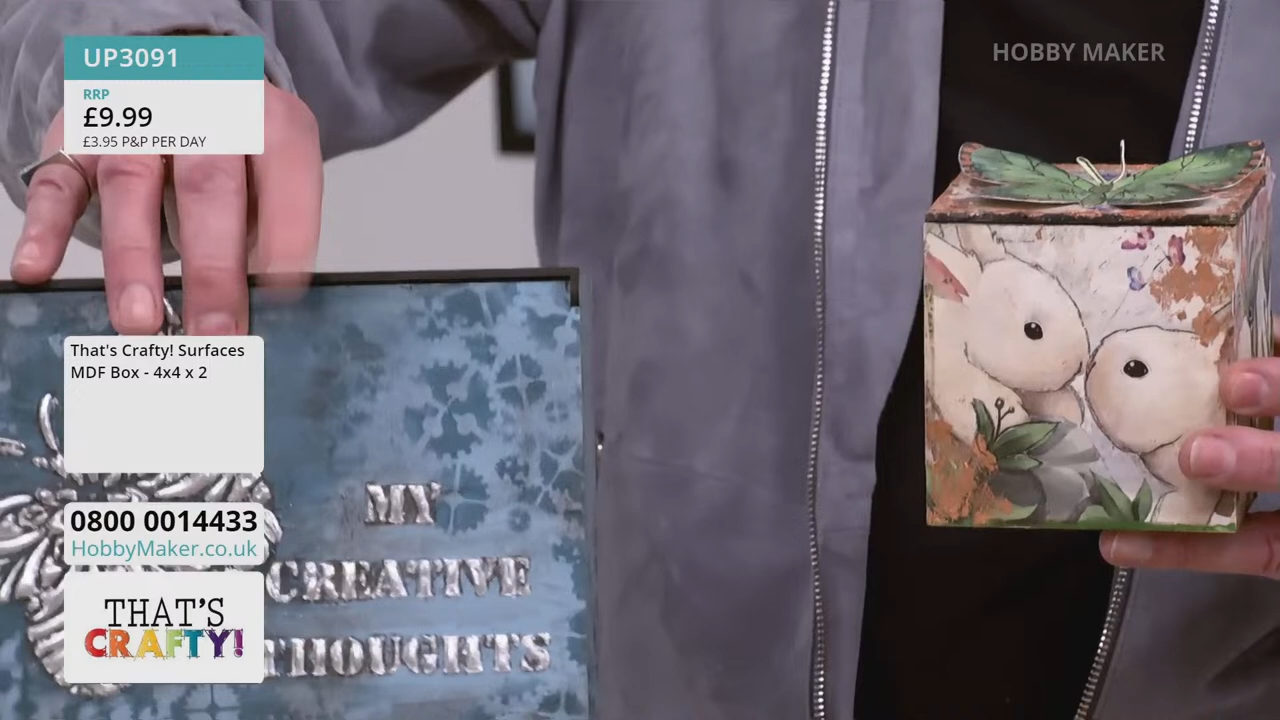 UP3091
RRP
£9.99
£3.95 P&P PER DAY
HOBBY MAKER
That's Crafty! Surfaces
MDF Box - 4x4 x 2
0800 0014433
HobbyMaker.co.uk
THAT'S
CRAFTY!
MY
CREATIVE
THOUGHTS